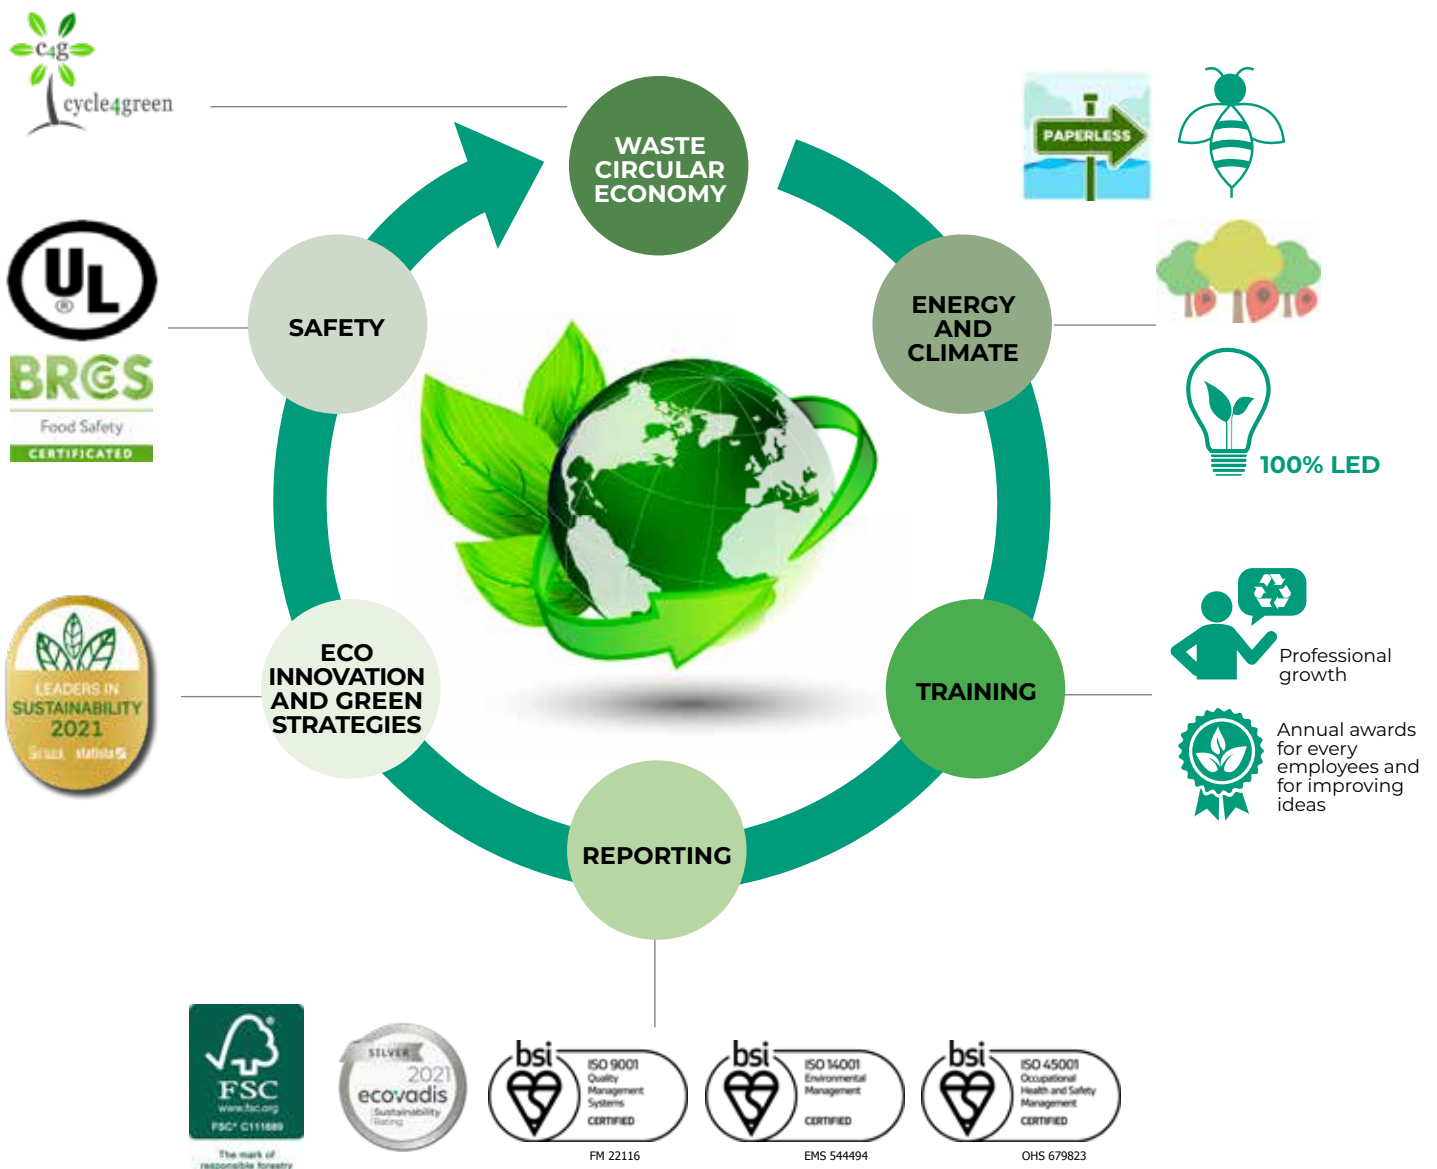 c4g
cycle4green
WASTE
CIRCULAR
ECONOMY
PAPERLESS
ENERGY
AND
CLIMATE
100% LED
UL
®
BRCGS
Food Safety
CERTIFICATED
SAFETY
LEADERS IN
SUSTAINABILITY
2021
statista
ECO
INNOVATION
AND GREEN
STRATEGIES
TRAINING
Professional
growth
Annual awards
for every
employees and
for improving
ideas
REPORTING
FSC
www.fsc.org
FSC® C111689
The mark of
responsible forestry
SILVER
2021
ecovadis
Sustainability
Rating
bsi
ISO 9001
Quality
Management
Systems
CERTIFIED
FM 22116
bsi
ISO 14001
Environmental
Management
CERTIFIED
EMS 544494
bsi
ISO 45001
Occupational
Health and Safety
Management
CERTIFIED
OHS 679823